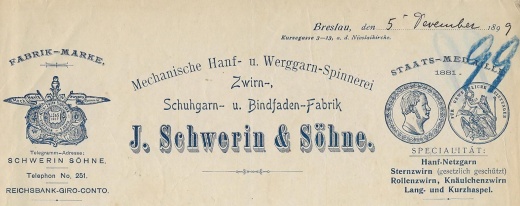 Breslau, den 5 Dezember 1899
Kurzegasse 3-13, a. d. Nicolaikirche.
FABRIK-MARKE.
Telegramm-Adresse:
SCHWERIN SÖHNE.
Telephon No. 251.
REICHSBANK-GIRO-CONTO.
Mechanische Hanf- u. Werggarn-Spinnerei
Zwirn-,
Schuhgarn- u. Bindfaden-Fabrik
J. Schwerin & Söhne.
STAATS-MEDAILLE
1881.
99
SPECIALITÄT:
Hanf-Netzgarn
Sternzwirn (gesetzlich geschützt)
Rollenzwirn, Knäulchenzwirn
Lang- und Kurzhaspel.